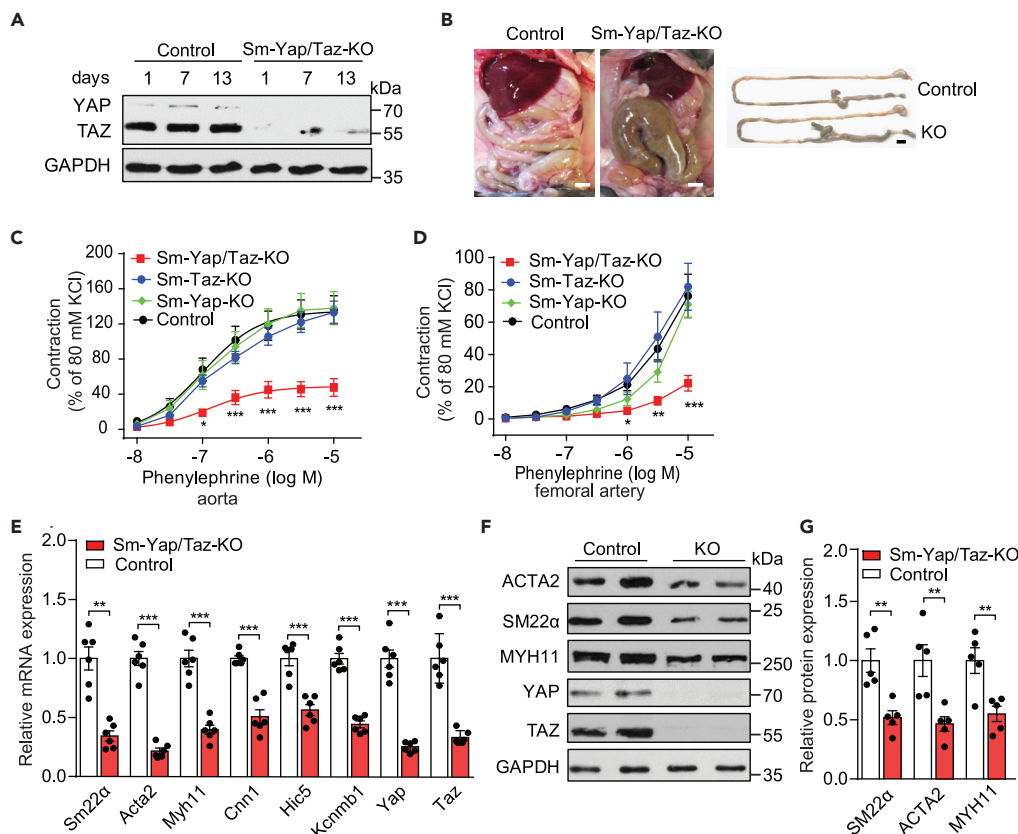 A
Control Sm-Yap/Taz-KO
days 1 7 13 1 7 13
kDa
YAP
70
TAZ
55
GAPDH
35
B
Control Sm-Yap/Taz-KO
Control
KO
C
Sm-Yap/Taz-KO
Sm-Taz-KO
Sm-Yap-KO
Control
Contraction
(% of 80 mM KCl)
200
160
120
80
40
0
* *** *** *** ***
-8 -7 -6 -5
Phenylephrine (log M)
aorta
D
Sm-Yap/Taz-KO
Sm-Taz-KO
Sm-Yap-KO
Control
Contraction
(% of 80 mM KCl)
100
80
60
40
20
0
* ** ***
-8 -7 -6 -5
Phenylephrine (log M)
femoral artery
E
Sm-Yap/Taz-KO
Control
Relative mRNA expression
2.0
1.5
1.0
0.5
0.0
** *** *** *** *** *** *** ***
Sm22α Acta2 Myh11 Cnn1 Hic5 Kcnmb1 Yap Taz
F
Control KO
kDa
ACTA2
40
SM22α
25
MYH11
250
YAP
70
TAZ
55
GAPDH
35
G
Sm-Yap/Taz-KO
Control
Relative protein expression
2.0
1.5
1.0
0.5
0.0
** ** **
SM22α ACTA2 MYH11